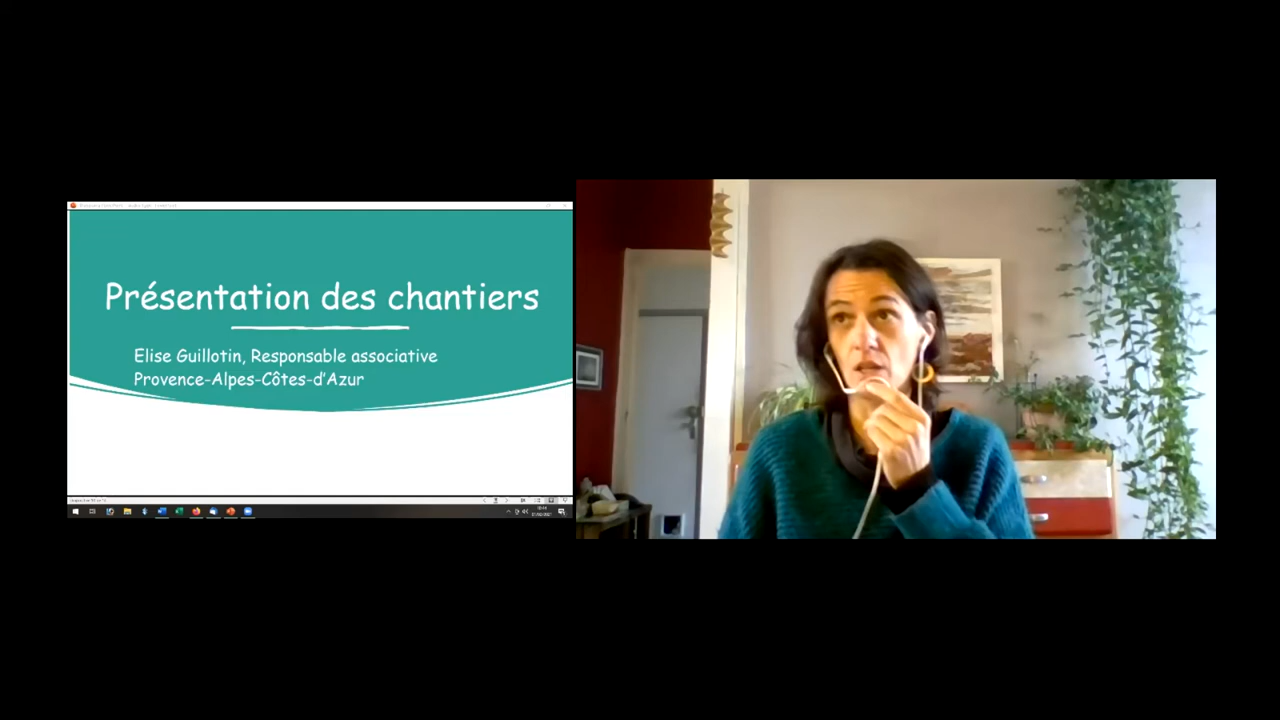 Présentation des chantiers
Elise Guillotin, Responsable associative
Provence-Alpes-Côtes-d'Azur